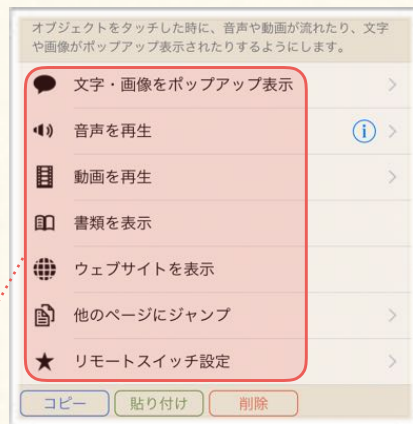 オブジェクトをタッチした時に、音声や動画が流れたり、文字
や画像がポップアップ表示されたりするようにします。
文字・画像をポップアップ表示
音声を再生
動画を再生
書類を表示
ウェブサイトを表示
他のページにジャンプ
リモートスイッチ設定
コピー 貼り付け 削除